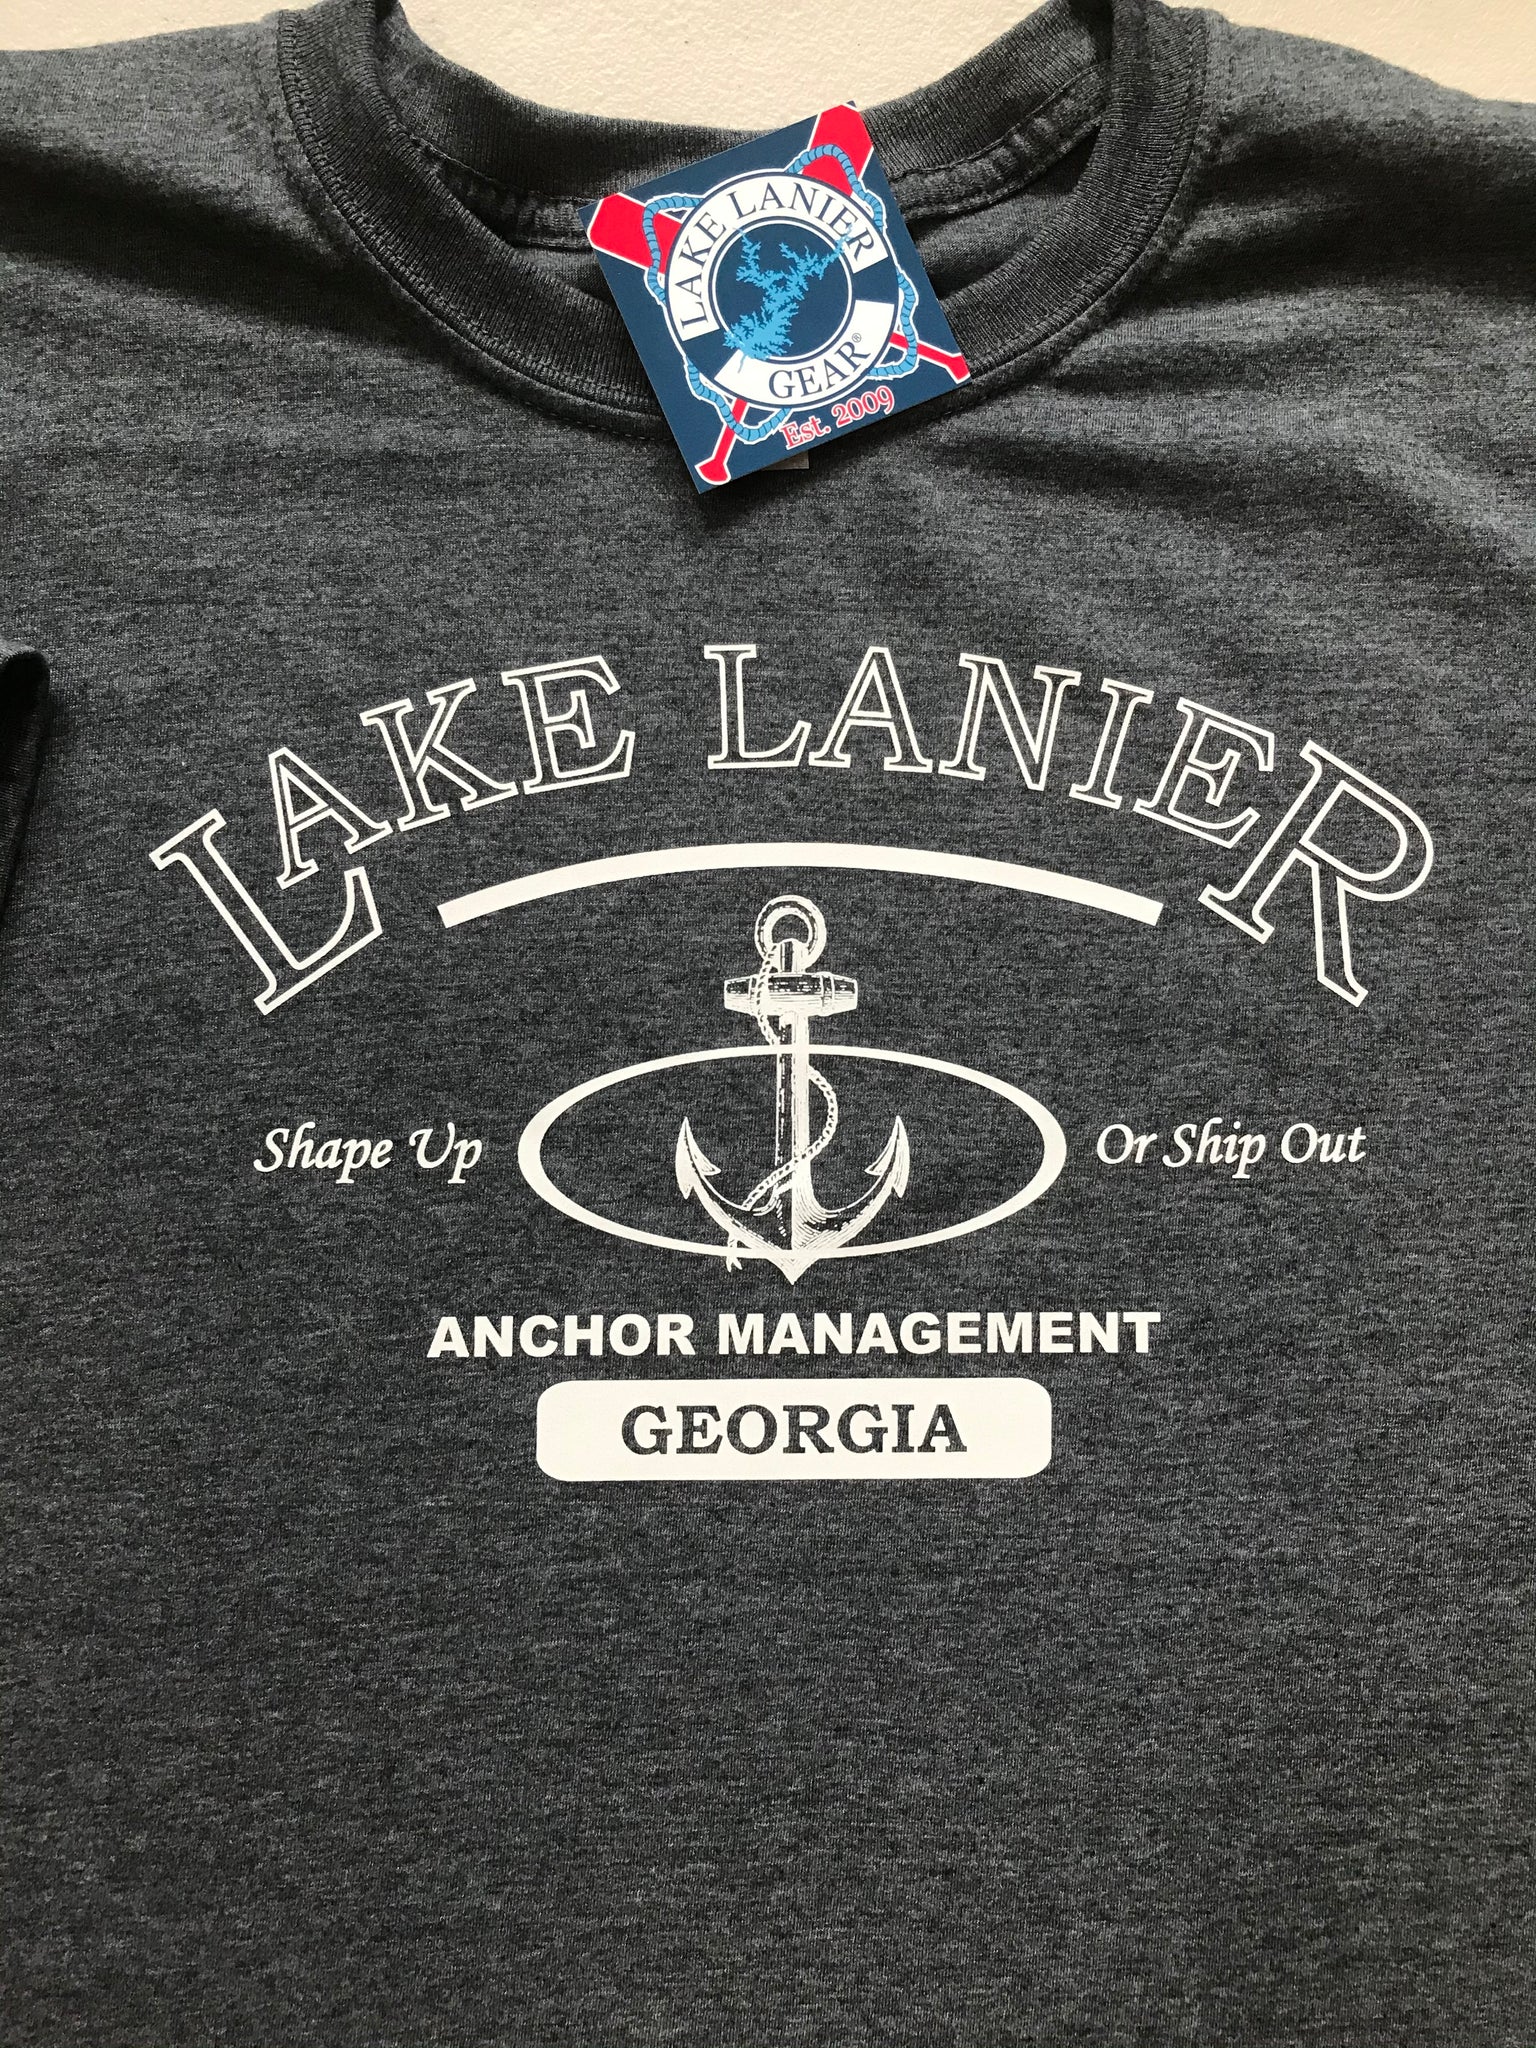 LAKE LANIER
GEAR®
Est. 2009
LAKE LANIER
Shape Up Or Ship Out
ANCHOR MANAGEMENT
GEORGIA